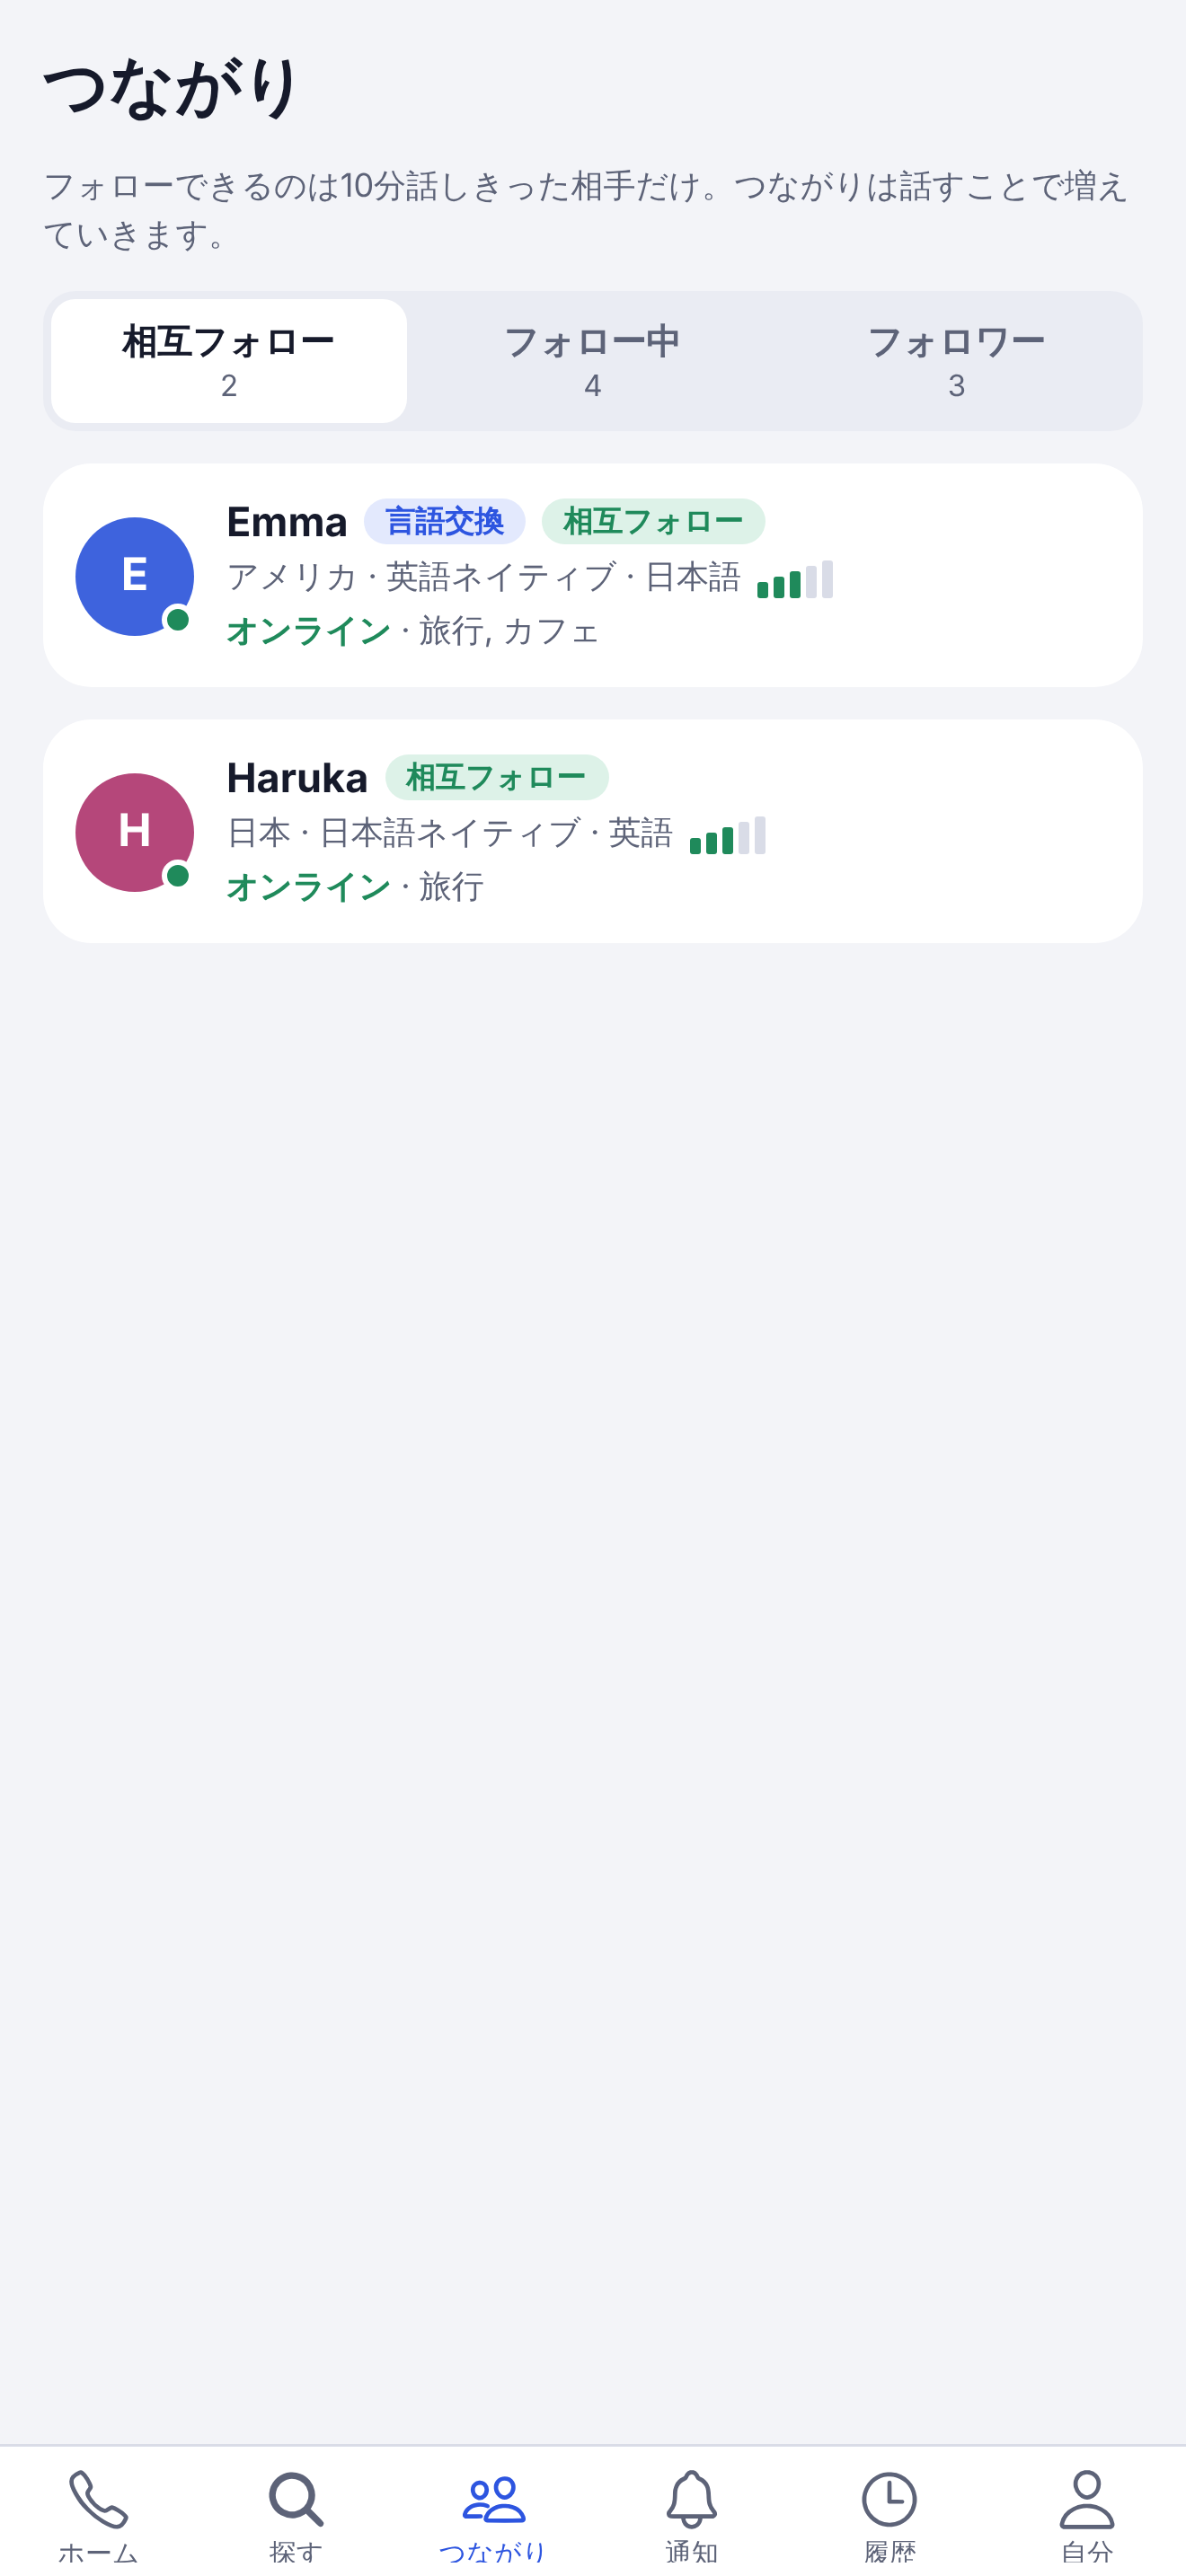 つながり
フォローできるのは10分話しきった相手だけ。つながりは話すことで増え
ていきます。
相互フォロー フォロー中 フォロワー
2 4 3
Emma 言語交換 相互フォロー
E
アメリカ · 英語ネイティブ · 日本語
オンライン · 旅行, カフェ
Haruka 相互フォロー
H
日本 · 日本語ネイティブ · 英語
オンライン · 旅行
ホーム 探す つながり 通知 履歴 自分